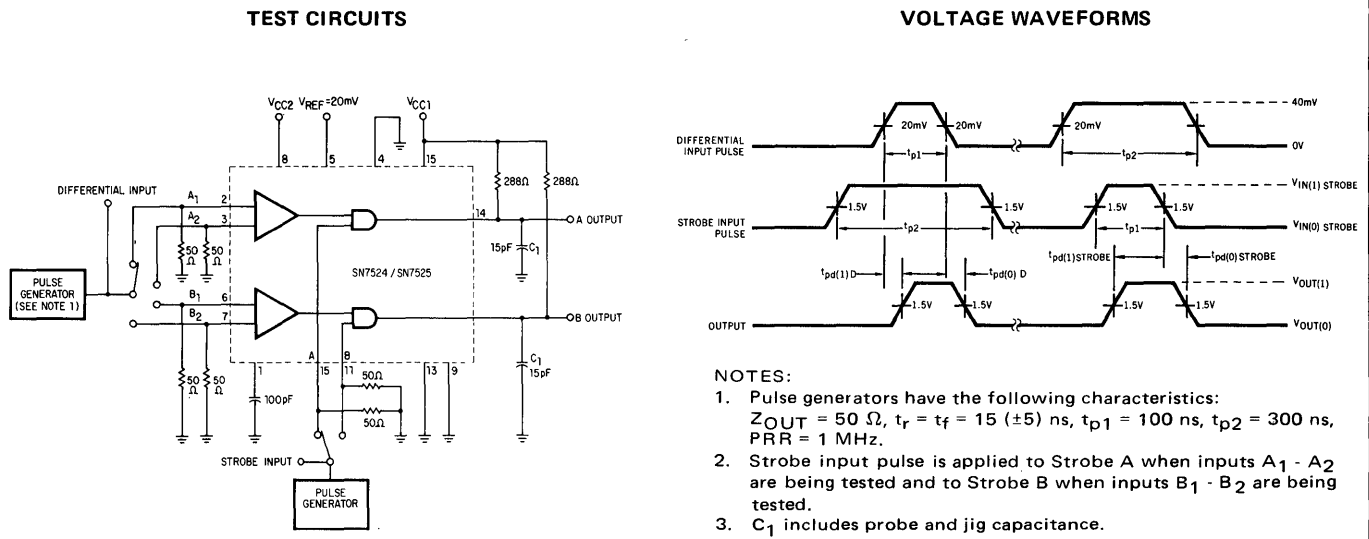 TEST CIRCUITS
VCC2 VREF=20mV VCC1
8 5 4 15
288Ω 288Ω
DIFFERENTIAL INPUT
A1 2
A2 3
14
A OUTPUT
50 Ω 50 Ω
15pF C1
SN7524 / SN7525
PULSE GENERATOR (SEE NOTE 1)
B1 6
B2 7
B OUTPUT
A B
1 15 11 13 9
50 Ω 50 Ω
100pF
50Ω
50Ω
C1 15pF
STROBE INPUT
PULSE GENERATOR
VOLTAGE WAVEFORMS
40mV
20mV 20mV 20mV
DIFFERENTIAL INPUT PULSE
0V
tp1 tp2
VIN(1) STROBE
1.5V 1.5V 1.5V 1.5V
STROBE INPUT PULSE
VIN(0) STROBE
tp2 tp1
tpd(1) D tpd(0) D tpd(1) STROBE tpd(0) STROBE
VOUT(1)
1.5V 1.5V 1.5V 1.5V
OUTPUT
VOUT(0)
NOTES:
1. Pulse generators have the following characteristics:
ZOUT = 50 Ω, tr = tf = 15 (±5) ns, tp1 = 100 ns, tp2 = 300 ns,
PRR = 1 MHz.
2. Strobe input pulse is applied to Strobe A when inputs A1 - A2
are being tested and to Strobe B when inputs B1 - B2 are being
tested.
3. C1 includes probe and jig capacitance.